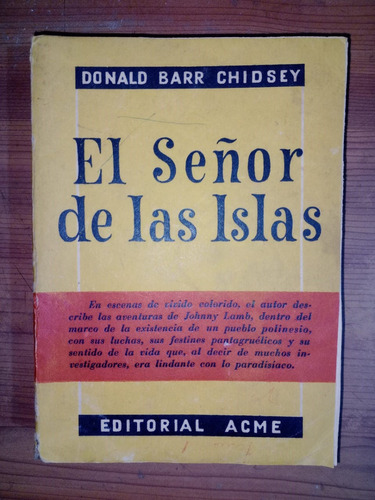 DONALD BARR CHIDSEY
El Señor
de las Islas
En escenas de vívido colorido, el autor des-
cribe las aventuras de Johnny Lamb, dentro del
marco de la existencia de un pueblo polinesio,
con sus luchas, sus festines pantagruélicos y su
sentido de la vida que, al decir de muchos in-
vestigadores, era lindante con lo paradisíaco.
EDITORIAL ACME